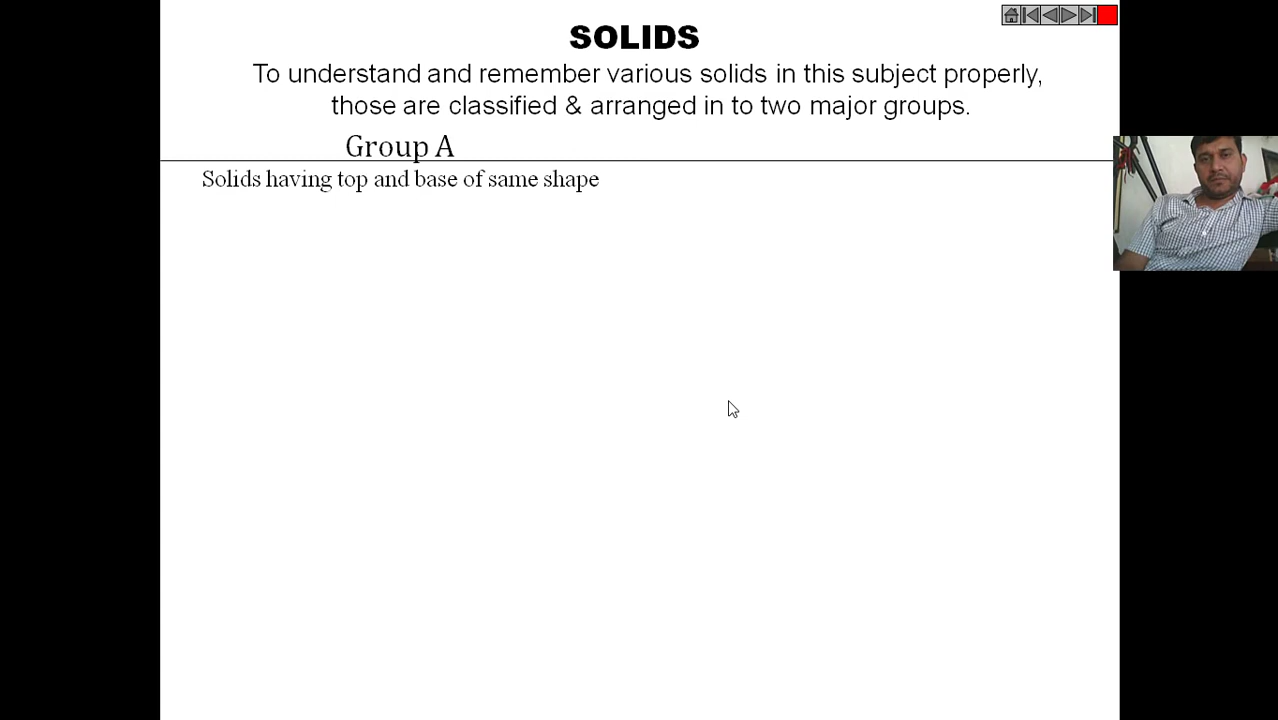 SOLIDS
To understand and remember various solids in this subject properly,
those are classified & arranged in to two major groups.
Group A
Solids having top and base of same shape